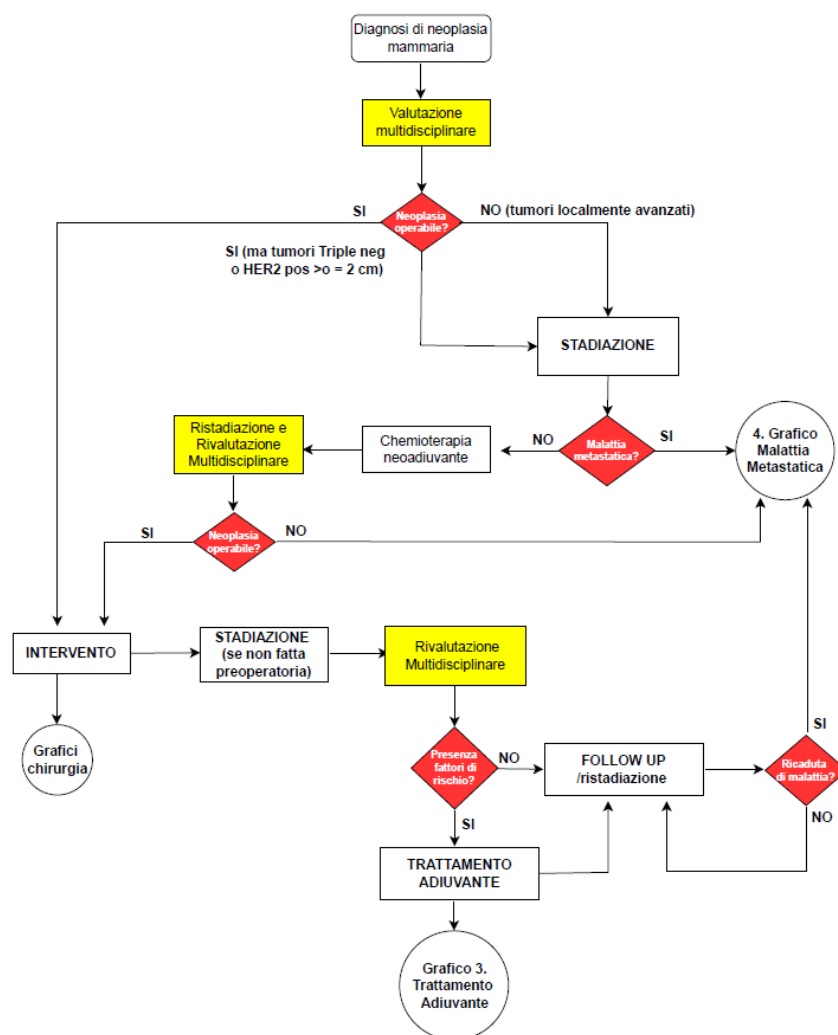 Diagnosi di neoplasia
mammaria
Valutazione
multidisciplinare
SI
Neoplasia
operabile?
NO (tumori localmente avanzati)
SI (ma tumori Triple neg
o HER2 pos >o = 2 cm)
STADIAZIONE
Ristadiazione e
Rivalutazione
Multidisciplinare
Chemioterapia
neoadiuvante
NO
Malattia
metastatica?
SI
4. Grafico
Malattia
Metastatica
SI
Neoplasia
operabile?
NO
INTERVENTO
STADIAZIONE
(se non fatta
preoperatoria)
Rivalutazione
Multidisciplinare
Grafici
chirurgia
Presenza
fattori di
rischio?
NO
FOLLOW UP
/ristadiazione
SI
Ricaduta
di malattia?
NO
SI
TRATTAMENTO
ADIUVANTE
Grafico 3.
Trattamento
Adiuvante